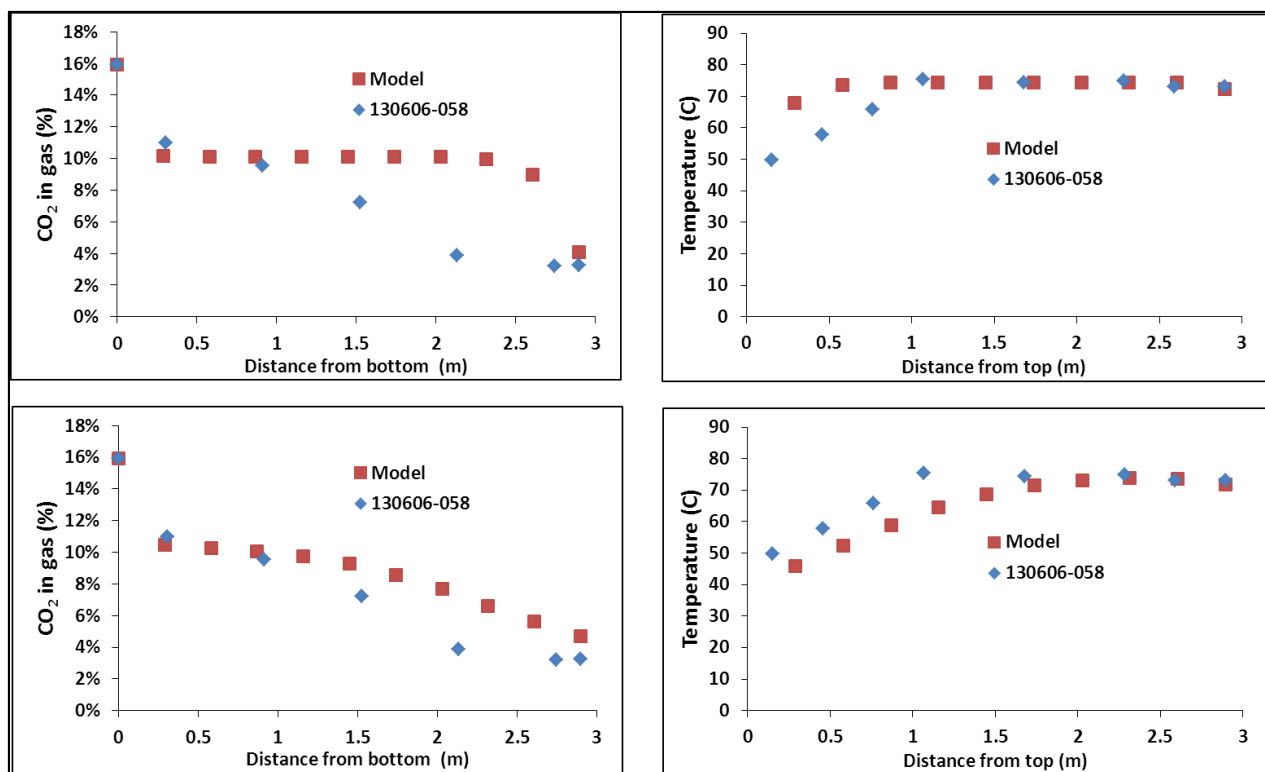 18%
16%
14%
12%
10%
8%
6%
4%
2%
0%
CO₂ in gas (%)
Model
130606-058
0 0.5 1 1.5 2 2.5 3
Distance from bottom (m)
90
80
70
60
50
40
30
20
10
0
Temperature (C)
Model
130606-058
0 0.5 1 1.5 2 2.5 3
Distance from top (m)
18%
16%
14%
12%
10%
8%
6%
4%
2%
0%
CO₂ in gas (%)
Model
130606-058
0 0.5 1 1.5 2 2.5 3
Distance from bottom (m)
90
80
70
60
50
40
30
20
10
0
Temperature (C)
Model
130606-058
0 0.5 1 1.5 2 2.5 3
Distance from top (m)